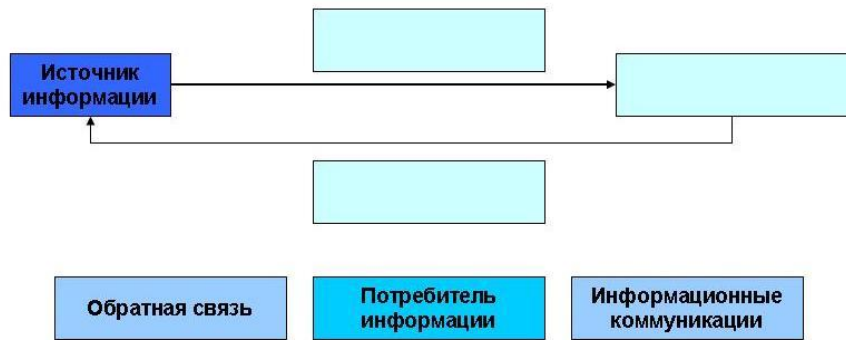 Источник
информации
Обратная связь
Потребитель
информации
Информационные
коммуникации